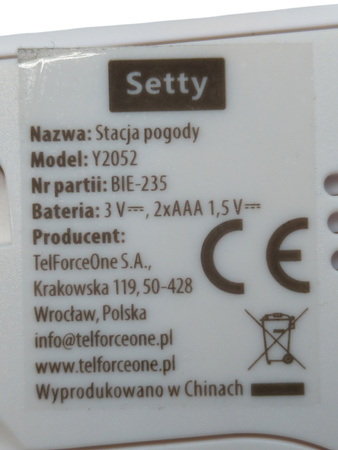 Setty
Nazwa: Stacja pogody
Model: Y2052
Nr partii: BIE-235
Bateria: 3 V⎓, 2xAAA 1,5 V⎓
Producent:
TelForceOne S.A.,
Krakowska 119, 50-428
Wrocław, Polska
info@telforceone.pl
www.telforceone.pl
Wyprodukowano w Chinach
CE